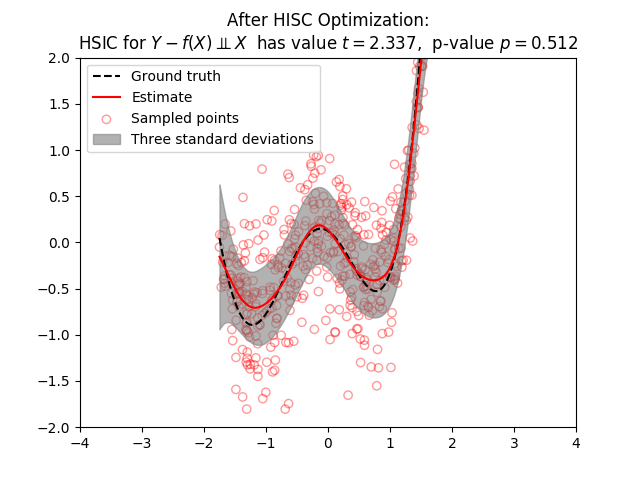 After HISC Optimization:
HSIC for Y − f(X) ⫫ X has value t = 2.337, p-value p = 0.512
Ground truth
Estimate
Sampled points
Three standard deviations
2.0
1.5
1.0
0.5
0.0
−0.5
−1.0
−1.5
−2.0
−4 −3 −2 −1 0 1 2 3 4